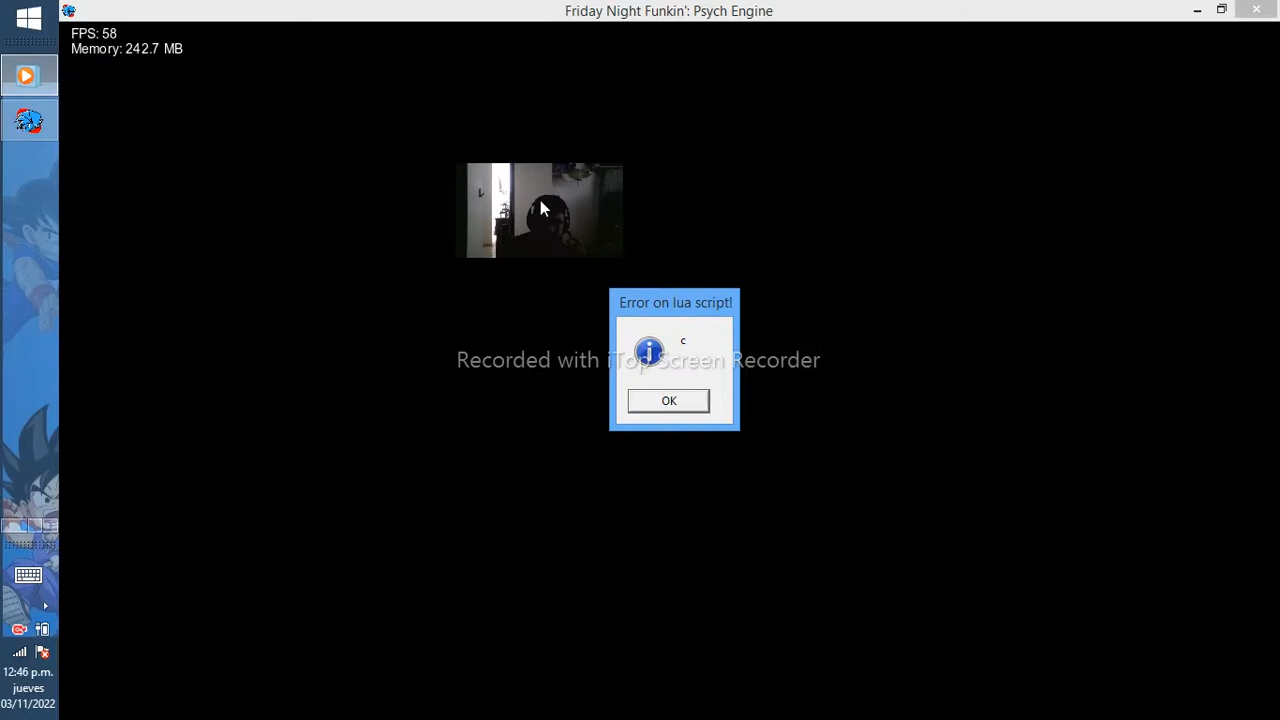 Friday Night Funkin': Psych Engine
FPS: 58
Memory: 242.7 MB
Error on lua script!
c
Recorded with iTop Screen Recorder
OK
12:46 p.m.
jueves
03/11/2022